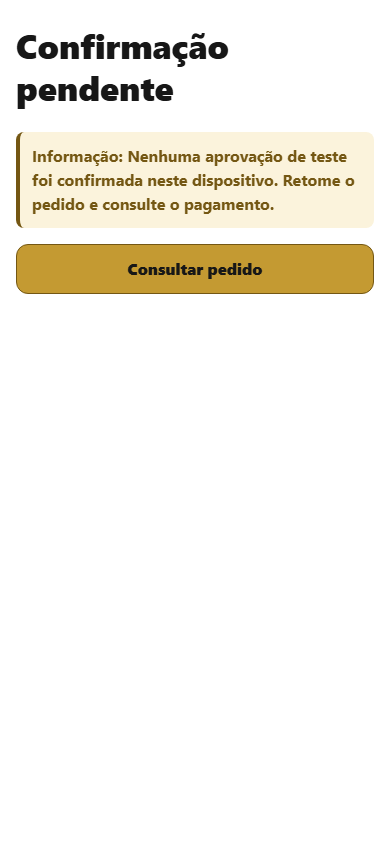 Confirmação
pendente
Informação: Nenhuma aprovação de teste
foi confirmada neste dispositivo. Retome o
pedido e consulte o pagamento.
Consultar pedido